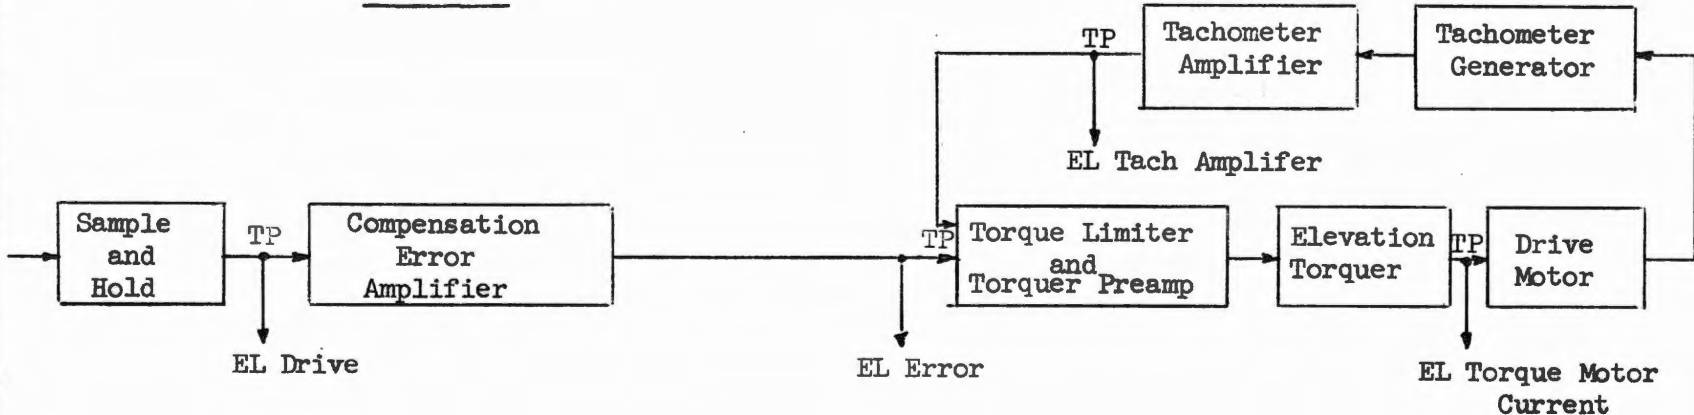 TP
Tachometer
Amplifier
Tachometer
Generator
EL Tach Amplifer
Sample
and
Hold
TP
Compensation
Error
Amplifier
TP
Torque Limiter
and
Torquer Preamp
Elevation
Torquer
TP
Drive
Motor
EL Drive
EL Error
EL Torque Motor
Current